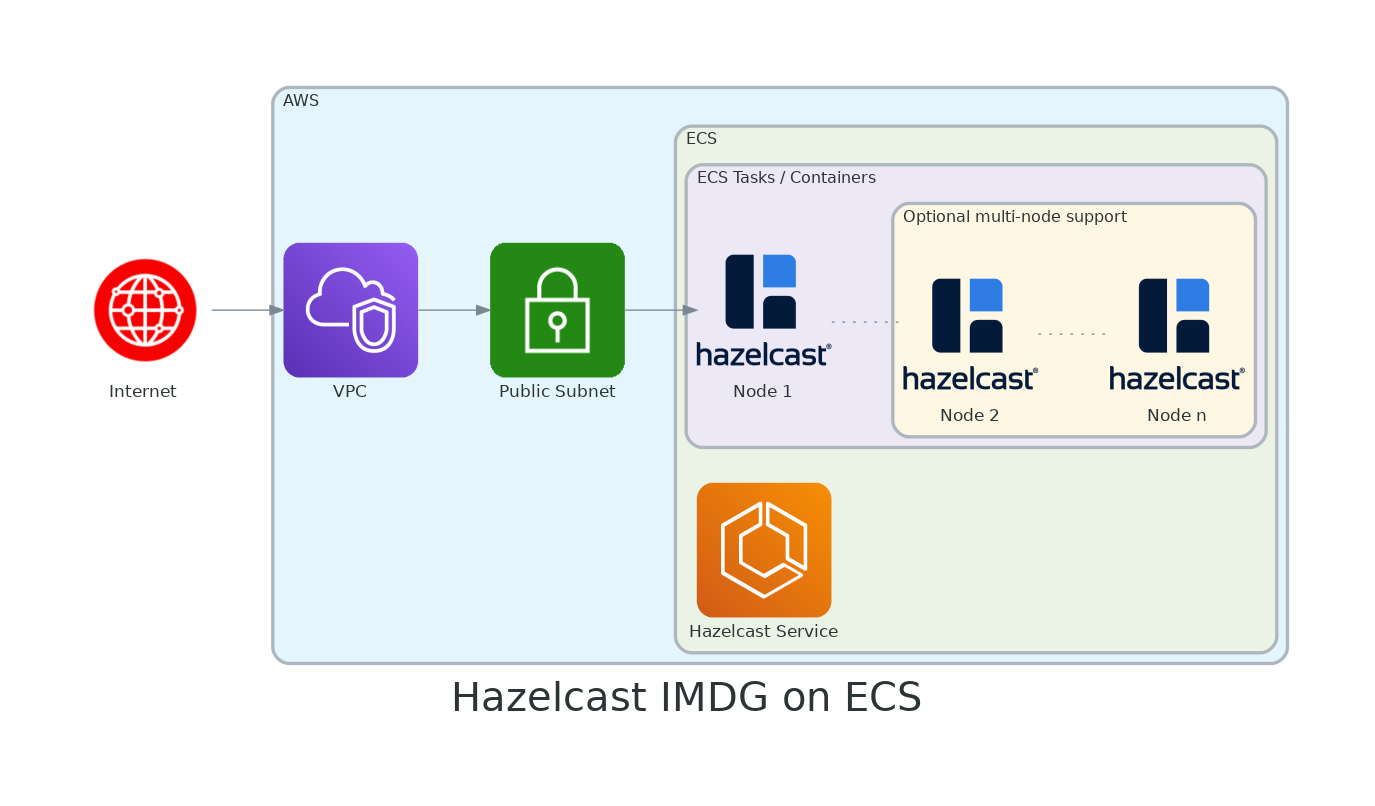 AWS
ECS
ECS Tasks / Containers
Optional multi-node support
hazelcast®
hazelcast®
hazelcast®
Internet
VPC
Public Subnet
Node 1
Node 2
Node n
Hazelcast Service
Hazelcast IMDG on ECS